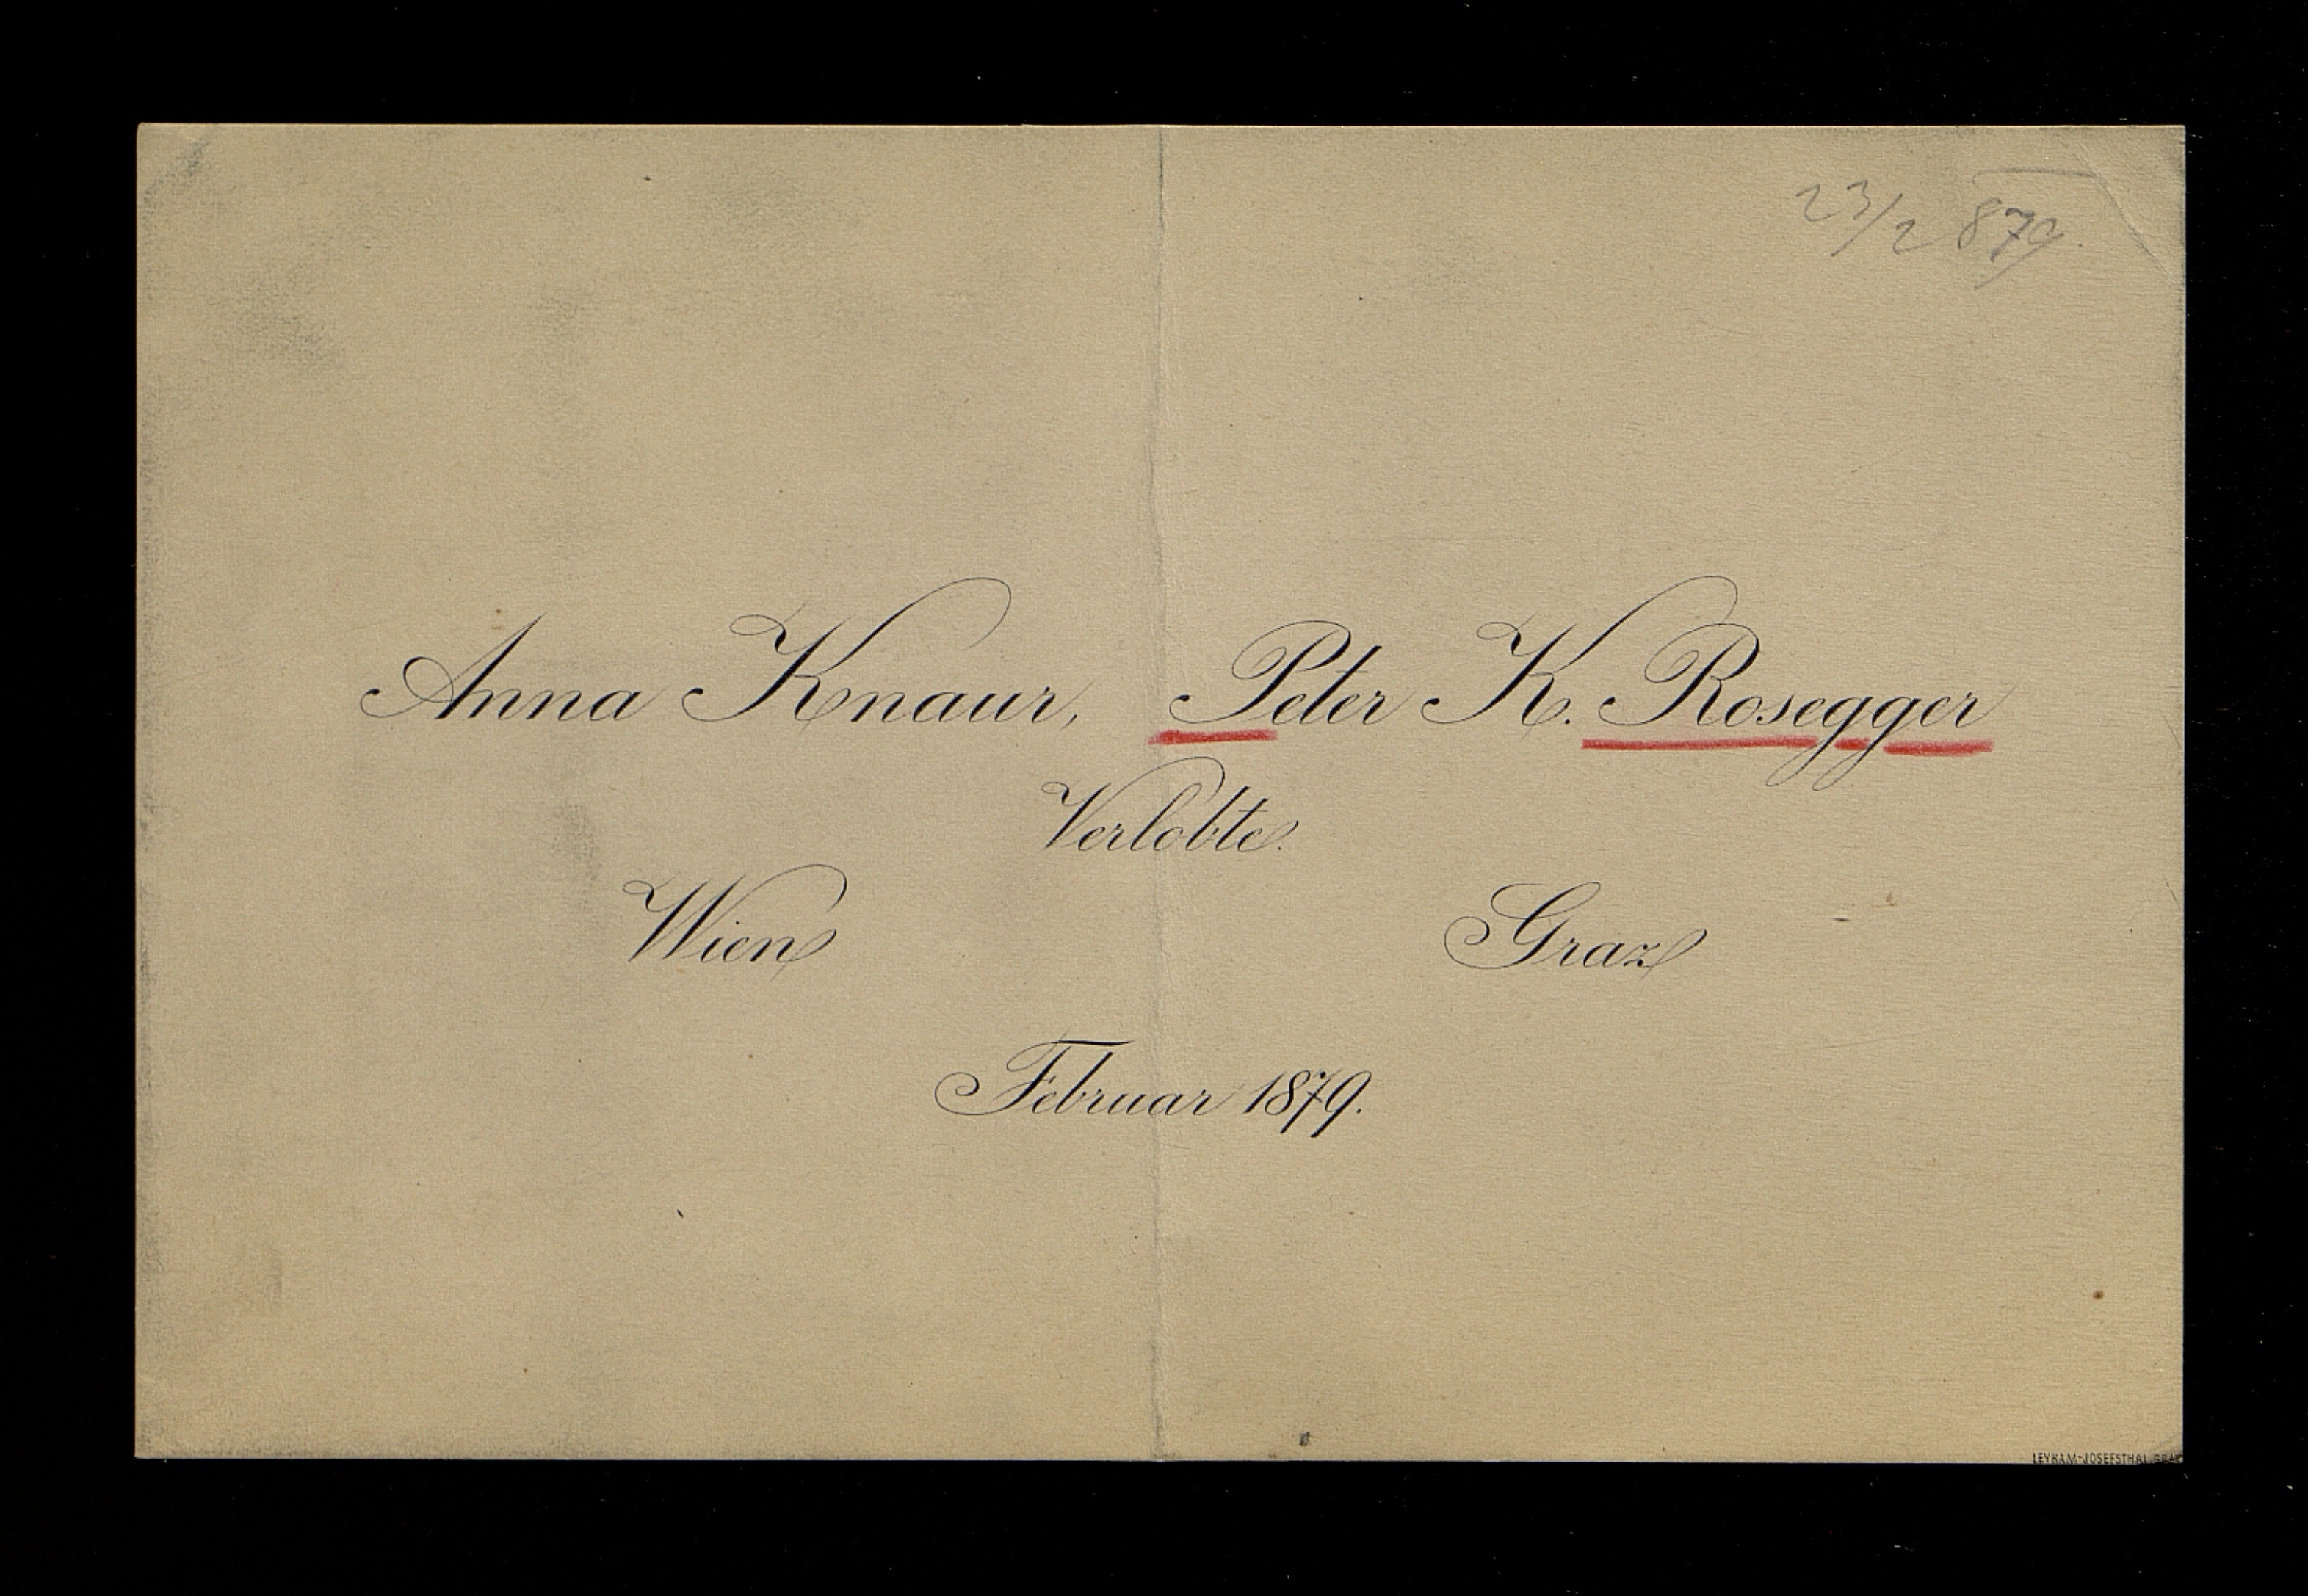 23/2 879.
Anna Knaur, Peter K. Rosegger
Verlobte.
Wien Graz
Februar 1879.
LEYKAM-JOSEFSTHAL, GRAZ